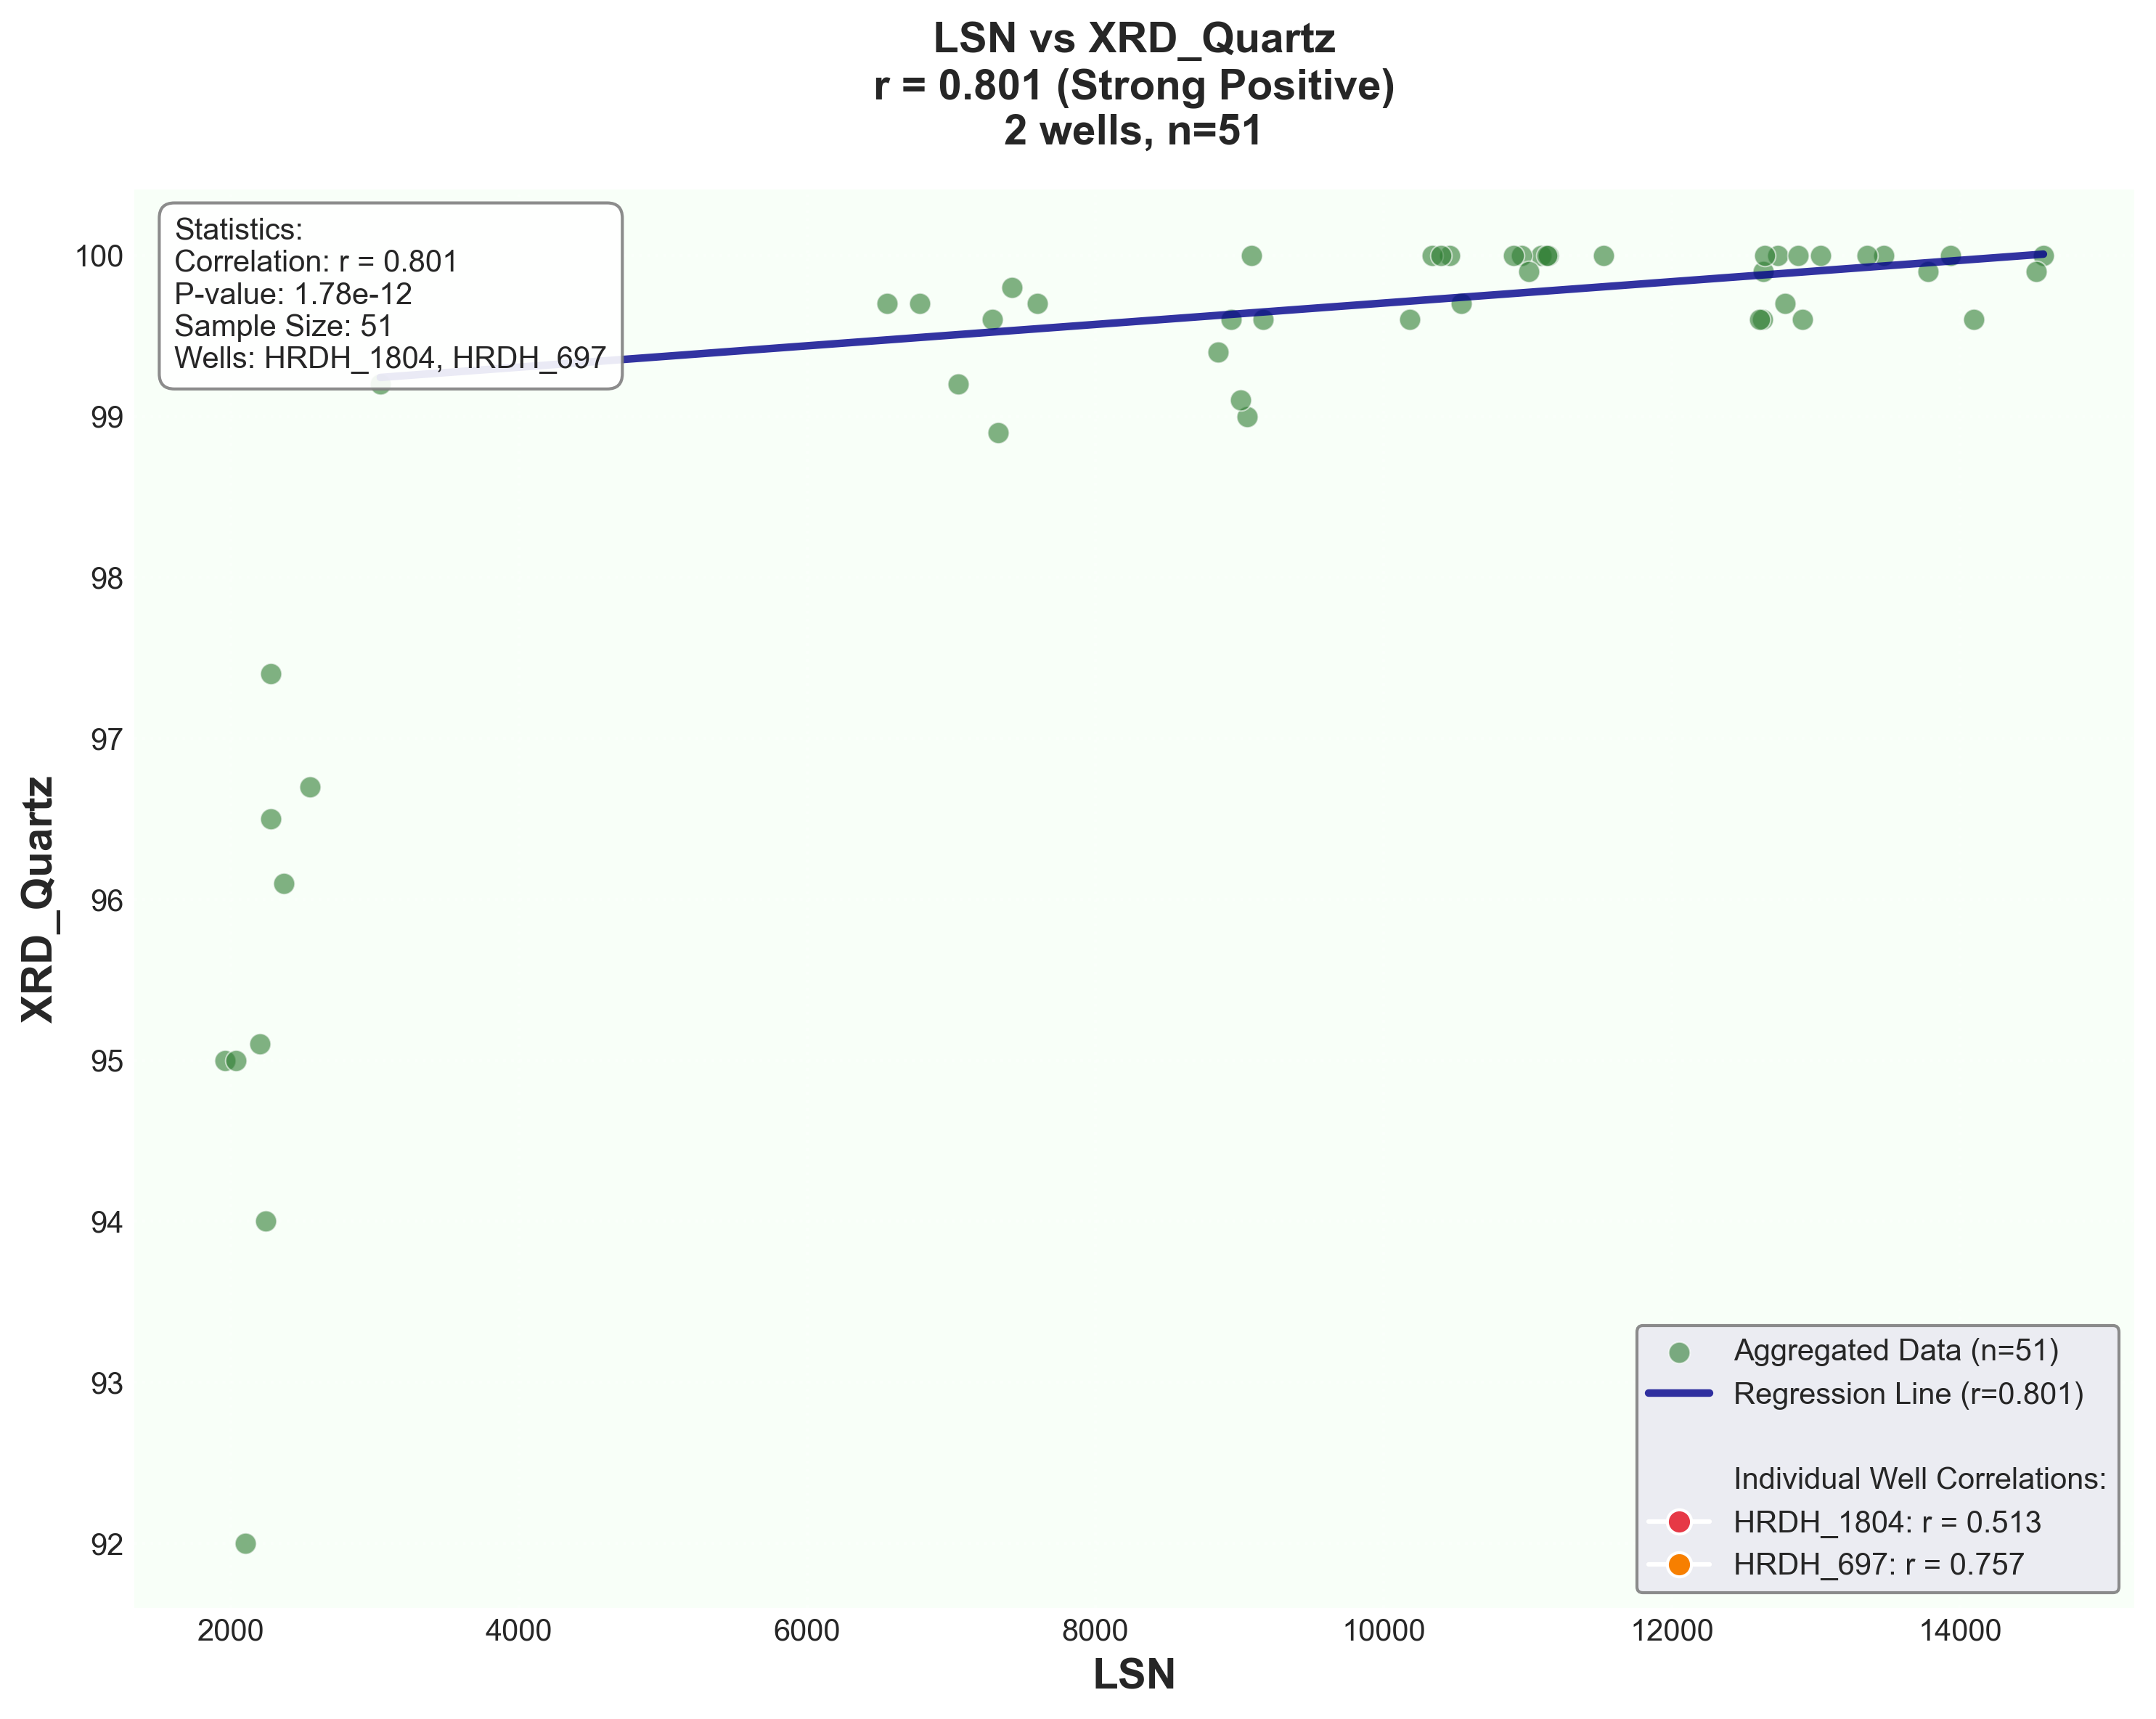 LSN vs XRD_Quartz
r = 0.801 (Strong Positive)
2 wells, n=51
Statistics:
Correlation: r = 0.801
P-value: 1.78e-12
Sample Size: 51
Wells: HRDH_1804, HRDH_697
100
99
98
97
96
95
94
93
92
XRD_Quartz
Aggregated Data (n=51)
Regression Line (r=0.801)
Individual Well Correlations:
HRDH_1804: r = 0.513
HRDH_697: r = 0.757
2000 4000 6000 8000 10000 12000 14000
LSN